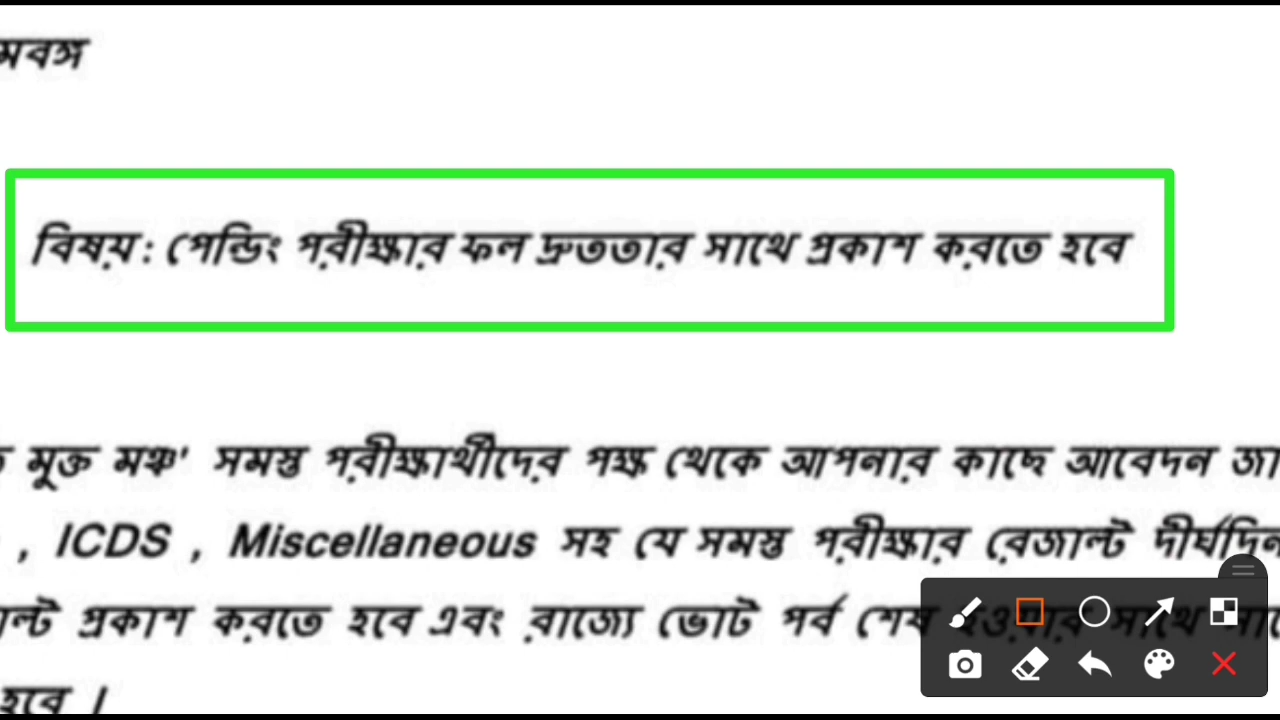 মবঙ্গ
বিষয় : পেন্ডিং পরীক্ষার ফল দ্রুততার সাথে প্রকাশ করতে হবে
মুক্ত মঞ্চ' সমস্ত পরীক্ষার্থীদের পক্ষ থেকে আপনার কাছে আবেদন জা
, ICDS , Miscellaneous সহ যে সমস্ত পরীক্ষার রেজাল্ট দীর্ঘদিন
ল্ট প্রকাশ করতে হবে এবং রাজ্যে ভোট পর্ব শেষ হওয়ার সাথে সা
হবে ।